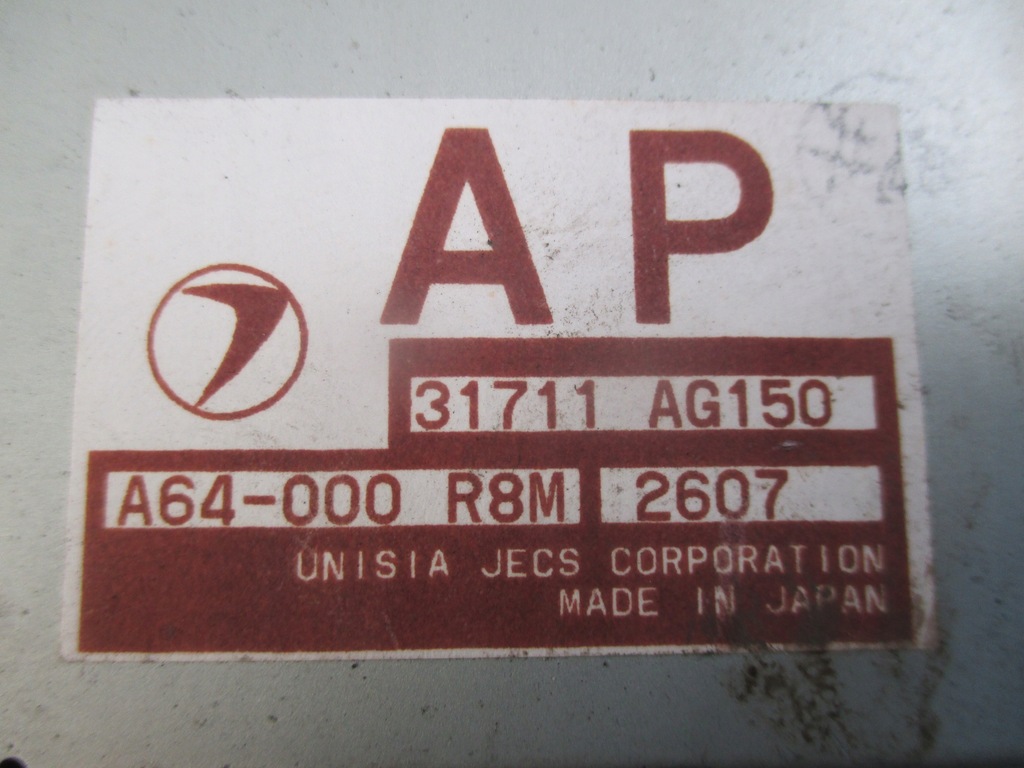 AP
31711 AG150
A64-000 R8M 2607
UNISIA JECS CORPORATION
MADE IN JAPAN